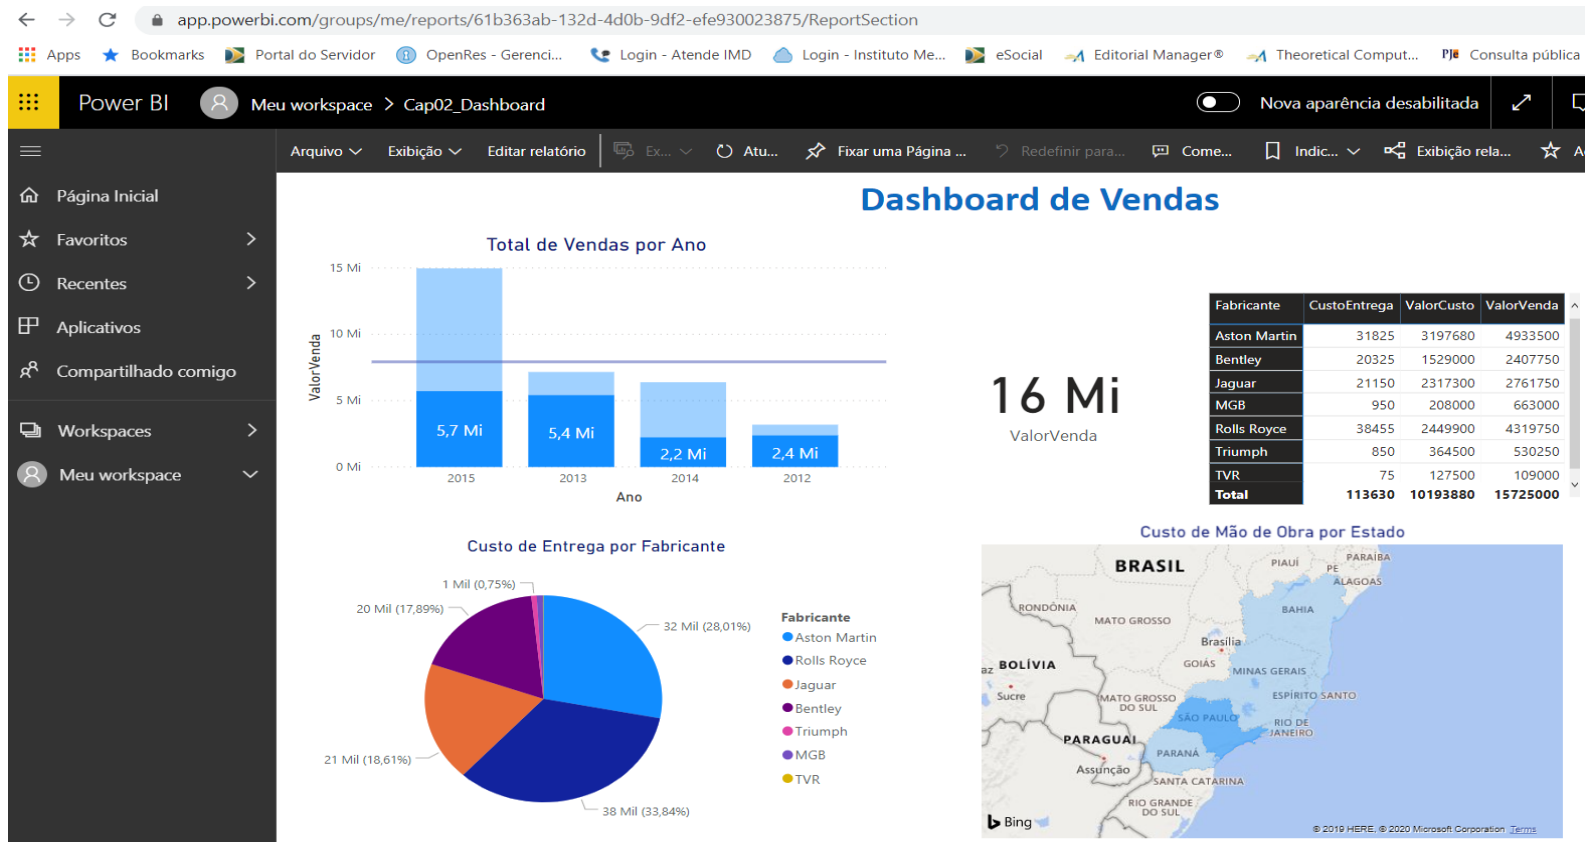 app.powerbi.com/groups/me/reports/61b363ab-132d-4d0b-9df2-efe930023875/ReportSection
Apps Bookmarks Portal do Servidor OpenRes - Gerenci... Login - Atende IMD Login - Instituto Me... eSocial Editorial Manager® Theoretical Comput... PJe Consulta pública
Power BI Meu workspace > Cap02_Dashboard Nova aparência desabilitada
Arquivo Exibição Editar relatório Ex... Atu... Fixar uma Página ... Redefinir para... Come... Indic... Exibição rela...
Página Inicial
Favoritos
Recentes
Aplicativos
Compartilhado comigo
Workspaces
Meu workspace
Dashboard de Vendas
Total de Vendas por Ano
15 Mi
10 Mi
5 Mi
0 Mi
ValorVenda
5,7 Mi
5,4 Mi
2,2 Mi
2,4 Mi
2015 2013 2014 2012
Ano
16 Mi
ValorVenda
Fabricante CustoEntrega ValorCusto ValorVenda
Aston Martin 31825 3197680 4933500
Bentley 20325 1529000 2407750
Jaguar 21150 2317300 2761750
MGB 950 208000 663000
Rolls Royce 38455 2449900 4319750
Triumph 850 364500 530250
TVR 75 127500 109000
Total 113630 10193880 15725000
Custo de Entrega por Fabricante
1 Mil (0,75%)
20 Mil (17,89%)
32 Mil (28,01%)
21 Mil (18,61%)
38 Mil (33,84%)
Fabricante
Aston Martin
Rolls Royce
Jaguar
Bentley
Triumph
MGB
TVR
Custo de Mão de Obra por Estado
BRASIL
PIAUÍ
PARAÍBA
PE
ALAGOAS
RONDÔNIA
MATO GROSSO
BAHIA
Brasília
az BOLÍVIA
GOIÁS
MINAS GERAIS
Sucre
MATO GROSSO
DO SUL
ESPÍRITO SANTO
SÃO PAULO
RIO DE
JANEIRO
PARAGUAI
PARANÁ
Assunção
SANTA CATARINA
RIO GRANDE
DO SUL
Bing
© 2019 HERE, © 2020 Microsoft Corporation Terms